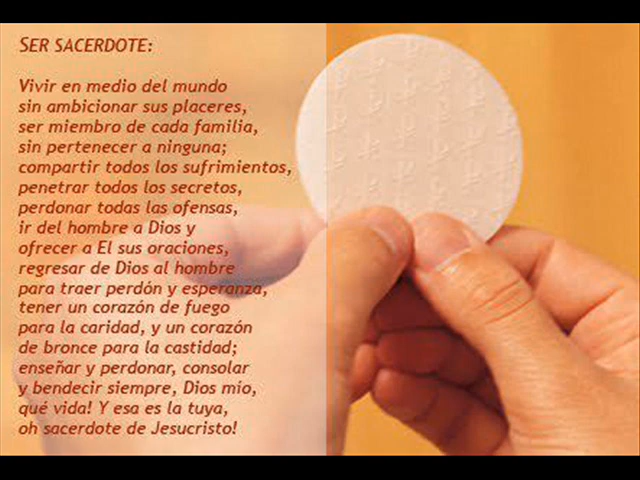 SER SACERDOTE:
Vivir en medio del mundo
sin ambicionar sus placeres,
ser miembro de cada familia,
sin pertenecer a ninguna;
compartir todos los sufrimientos,
penetrar todos los secretos,
perdonar todas las ofensas,
ir del hombre a Dios y
ofrecer a El sus oraciones,
regresar de Dios al hombre
para traer perdón y esperanza,
tener un corazón de fuego
para la caridad, y un corazón
de bronce para la castidad;
enseñar y perdonar, consolar
y bendecir siempre, Dios mío,
qué vida! Y esa es la tuya,
oh sacerdote de Jesucristo!